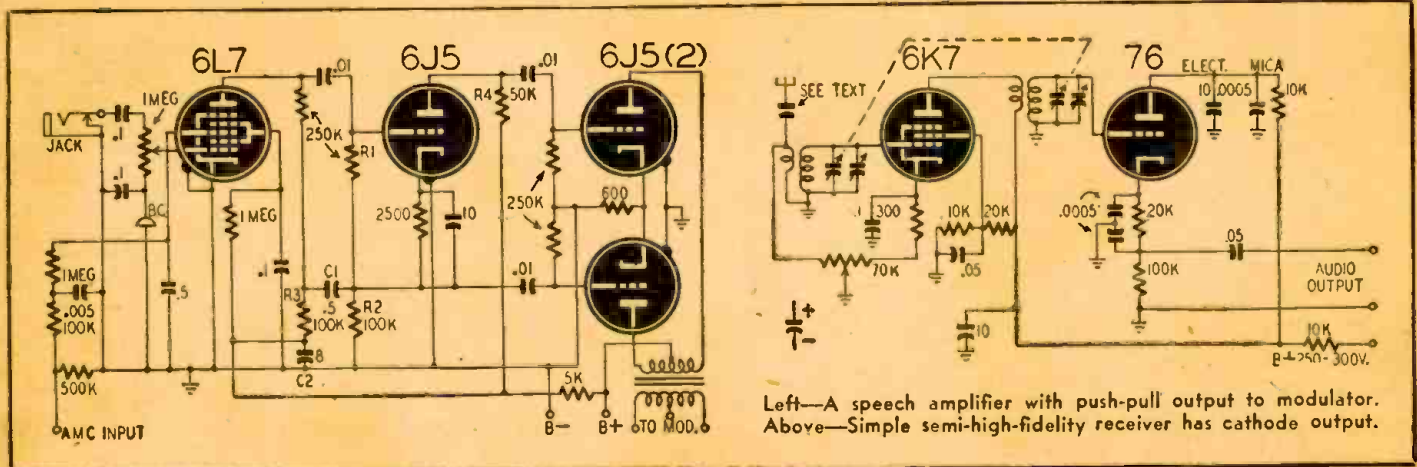 6L7
6J5
6J5(2)
.01
.01
1MEG
R4
50K
JACK
.1
250K
R1
.1
BC
2500
10
250K
600
1MEG
.1
1MEG
.005
100K
.5
R3
C1
.5
100K
R2
100K
.01
8
C2
500K
5K
AMC INPUT
B-
B+
TO MOD.
6K7
76
SEE TEXT
ELECT.
MICA
10
.0005
10K
.1
300
10K
20K
.05
70K
.0005
20K
.05
100K
AUDIO
OUTPUT
+
-
10
10K
B+250-300V.
Left—A speech amplifier with push-pull output to modulator.
Above—Simple semi-high-fidelity receiver has cathode output.